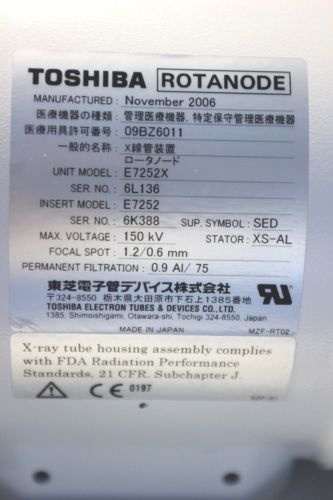 TOSHIBA ROTANODE
MANUFACTURED: November 2006
医療機器の種類: 管理医療機器, 特定保守管理医療機器
医療用具許可番号: 09BZ6011
一般的名称: X線管装置
ロータノード
UNIT MODEL: E7252X
SER. NO.: 6L136
INSERT MODEL: E7252
SER. NO.: 6K388 SUP. SYMBOL: SED
MAX. VOLTAGE: 150 kV STATOR: XS-AL
FOCAL SPOT: 1.2/0.6 mm
PERMANENT FILTRATION: 0.9 Al/ 75
東芝電子管デバイス株式会社
〒324-8550 栃木県大田原市下石上1385番地
TOSHIBA ELECTRON TUBES & DEVICES CO., LTD.
1385, Shimoishigami, Otawara-shi, Tochigi 324-8550, Japan
MADE IN JAPAN MZF-RT02
X-ray tube housing assembly complies
with FDA Radiation Performance
Standards, 21 CFR. Subchapter J.
CE 0197